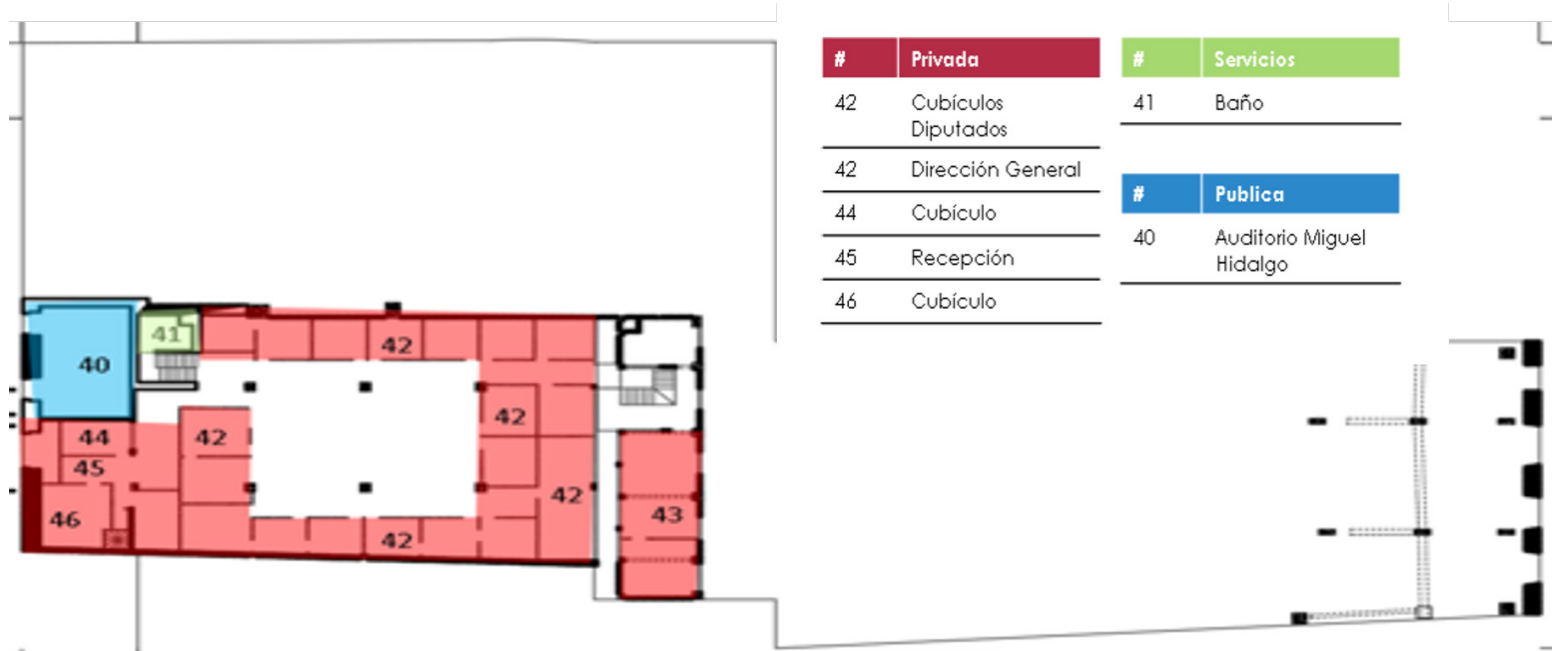 # Privada
42 Cubículos
Diputados
42 Dirección General
44 Cubículo
45 Recepción
46 Cubículo
# Servicios
41 Baño
# Publica
40 Auditorio Miguel
Hidalgo
41
42
40
42
44
42
45
42
46
43
42